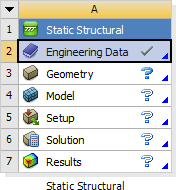 A
1 Static Structural
2 Engineering Data
3 Geometry
4 Model
5 Setup
6 Solution
7 Results
Static Structural